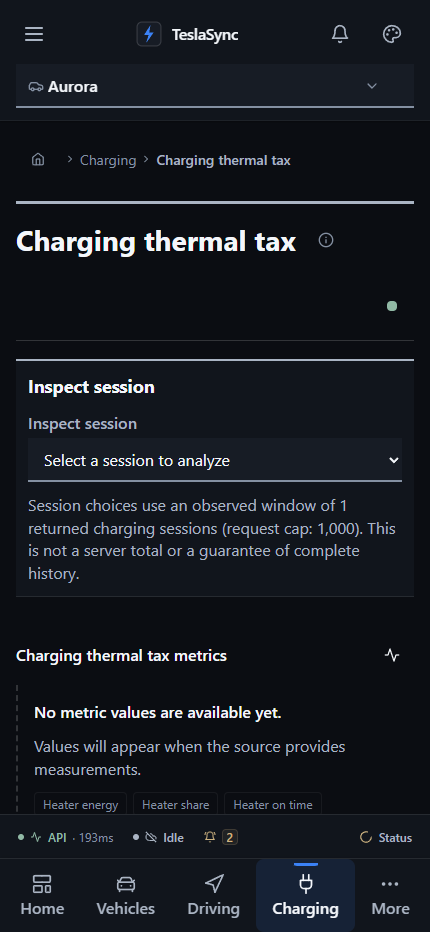 TeslaSync
Aurora
Charging
Charging thermal tax
Charging thermal tax
Inspect session
Inspect session
Select a session to analyze
Session choices use an observed window of 1
returned charging sessions (request cap: 1,000). This
is not a server total or a guarantee of complete
history.
Charging thermal tax metrics
No metric values are available yet.
Values will appear when the source provides
measurements.
Heater energy Heater share Heater on time
API · 193ms Idle 2 Status
Home Vehicles Driving Charging More